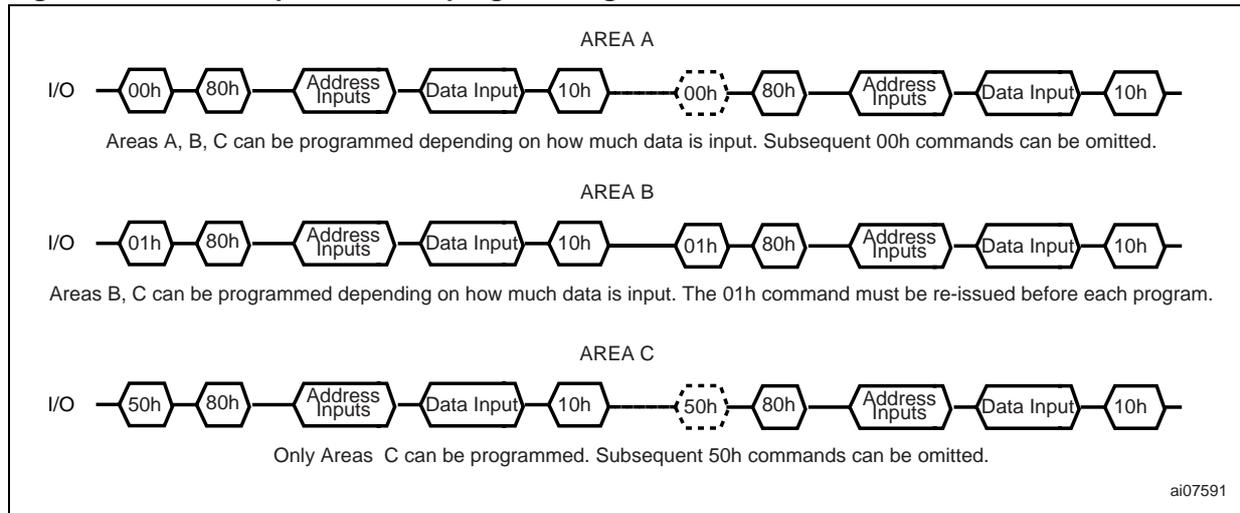 AREA A
I/O 00h 80h Address Inputs Data Input 10h 00h 80h Address Inputs Data Input 10h
Areas A, B, C can be programmed depending on how much data is input. Subsequent 00h commands can be omitted.
AREA B
I/O 01h 80h Address Inputs Data Input 10h 01h 80h Address Inputs Data Input 10h
Areas B, C can be programmed depending on how much data is input. The 01h command must be re-issued before each program.
AREA C
I/O 50h 80h Address Inputs Data Input 10h 50h 80h Address Inputs Data Input 10h
Only Areas C can be programmed. Subsequent 50h commands can be omitted.
ai07591